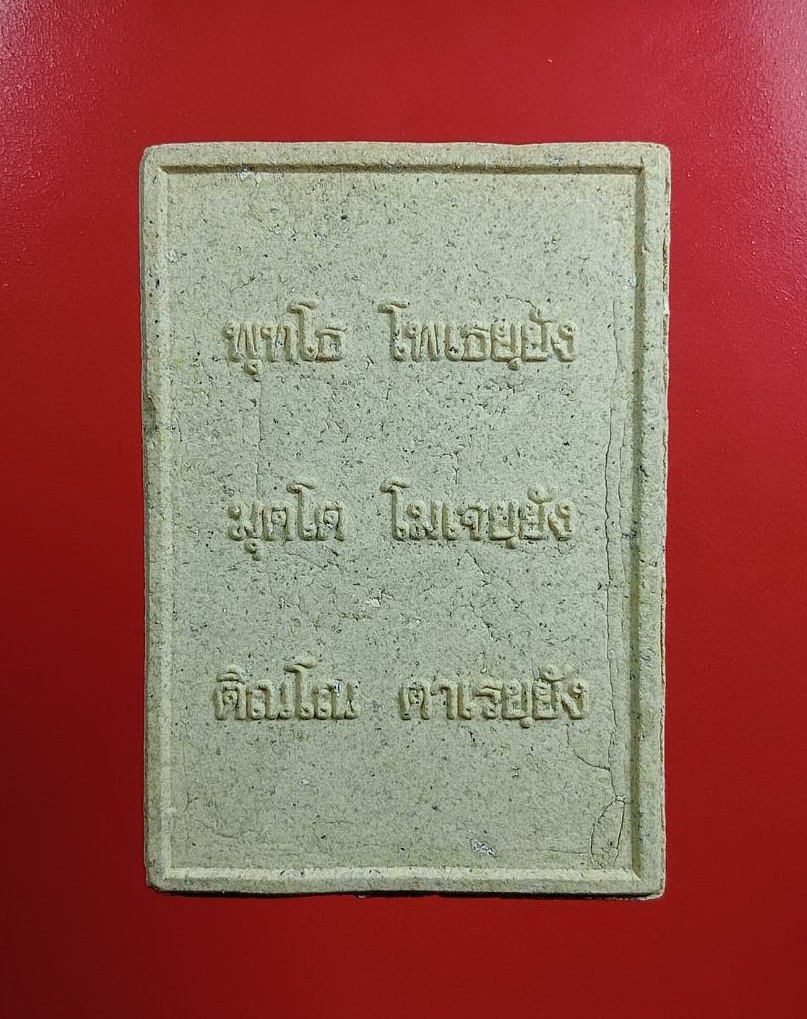 พุทโธ โพเธยฺยัง
มุตโต โมเจยฺยัง
ติณโณ ตาเรยฺยัง